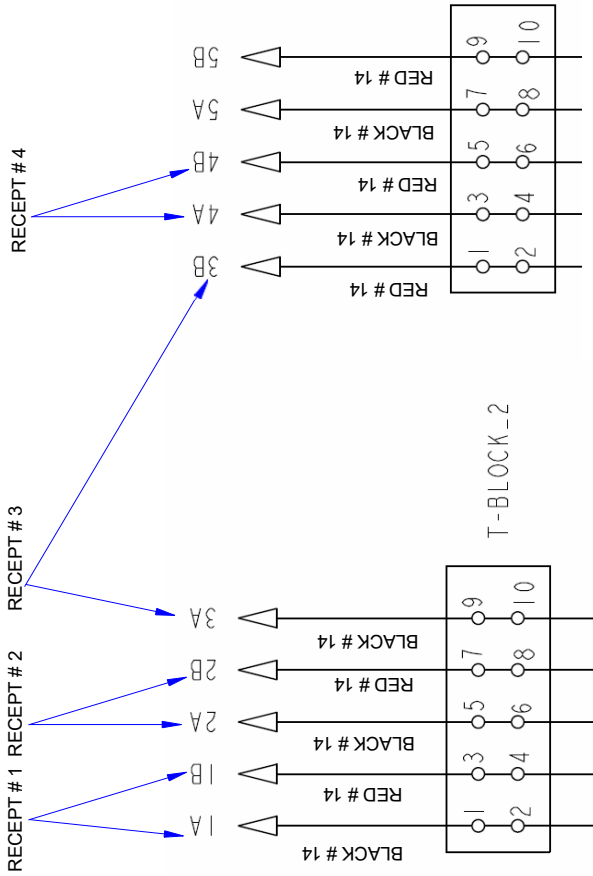 RECEPT # 4
RECEPT # 3
RECEPT # 2
RECEPT # 1
5B
RED # 14
9
10
5A
BLACK # 14
7
8
4B
RED # 14
5
6
4A
BLACK # 14
3
4
3B
RED # 14
1
2
T-BLOCK_2
3A
BLACK # 14
9
10
2B
RED # 14
7
8
2A
BLACK # 14
5
6
1B
RED # 14
3
4
1A
BLACK # 14
1
2